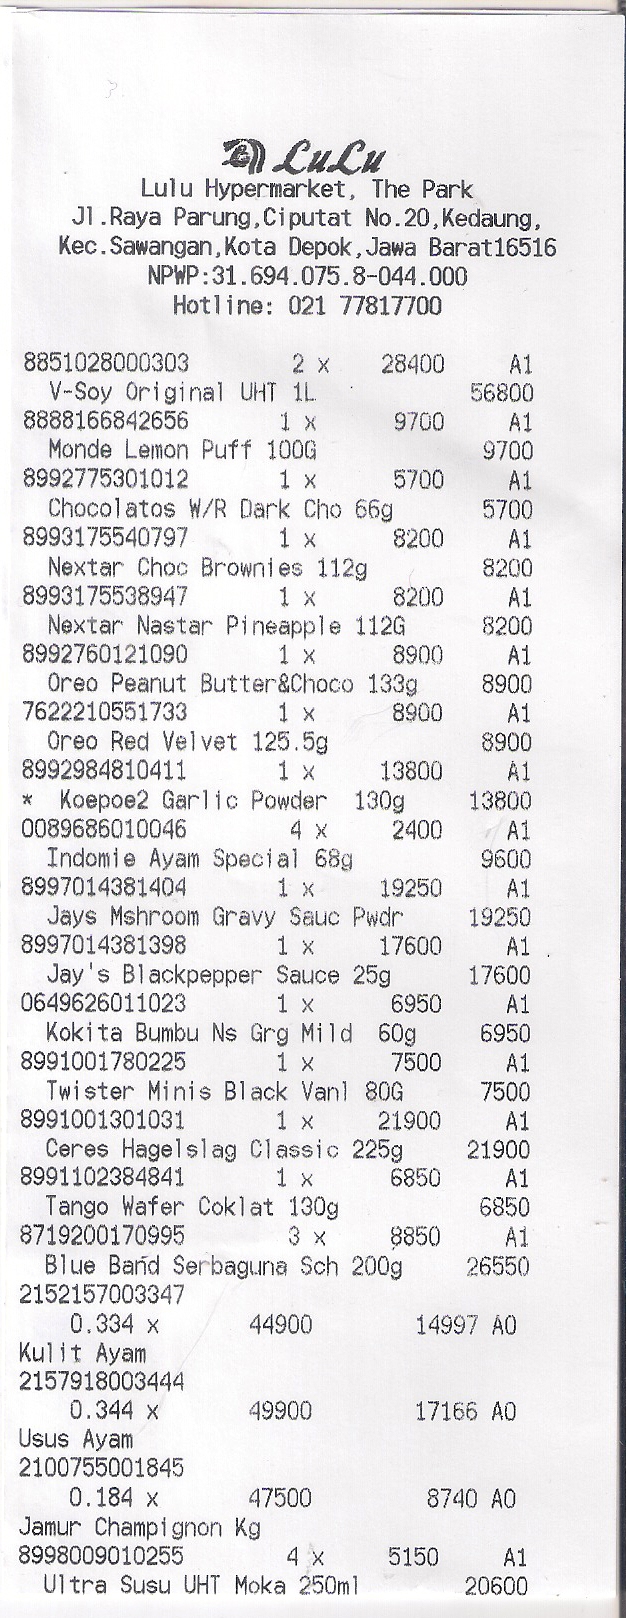 LuLu
Lulu Hypermarket, The Park
Jl.Raya Parung,Ciputat No.20,Kedaung,
Kec.Sawangan,Kota Depok,Jawa Barat16516
NPWP:31.694.075.8-044.000
Hotline: 021 77817700
8851028000303 2 x 28400 A1
V-Soy Original UHT 1L 56800
8888166842656 1 x 9700 A1
Monde Lemon Puff 100G 9700
8992775301012 1 x 5700 A1
Chocolatos W/R Dark Cho 66g 5700
8993175540797 1 x 8200 A1
Nextar Choc Brownies 112g 8200
8993175538947 1 x 8200 A1
Nextar Nastar Pineapple 112G 8200
8992760121090 1 x 8900 A1
Oreo Peanut Butter&Choco 133g 8900
7622210551733 1 x 8900 A1
Oreo Red Velvet 125.5g 8900
8992984810411 1 x 13800 A1
* Koepoe2 Garlic Powder 130g 13800
0089686010046 4 x 2400 A1
Indomie Ayam Special 68g 9600
8997014381404 1 x 19250 A1
Jays Mshroom Gravy Sauc Pwdr 19250
8997014381398 1 x 17600 A1
Jay's Blackpepper Sauce 25g 17600
0649626011023 1 x 6950 A1
Kokita Bumbu Ns Grg Mild 60g 6950
8991001780225 1 x 7500 A1
Twister Minis Black Vanl 80G 7500
8991001301031 1 x 21900 A1
Ceres Hagelslag Classic 225g 21900
8991102384841 1 x 6850 A1
Tango Wafer Coklat 130g 6850
8719200170995 3 x 8850 A1
Blue Band Serbaguna Sch 200g 26550
2152157003347
0.334 x 44900 14997 A0
Kulit Ayam
2157918003444
0.344 x 49900 17166 A0
Usus Ayam
2100755001845
0.184 x 47500 8740 A0
Jamur Champignon Kg
8998009010255 4 x 5150 A1
Ultra Susu UHT Moka 250ml 20600